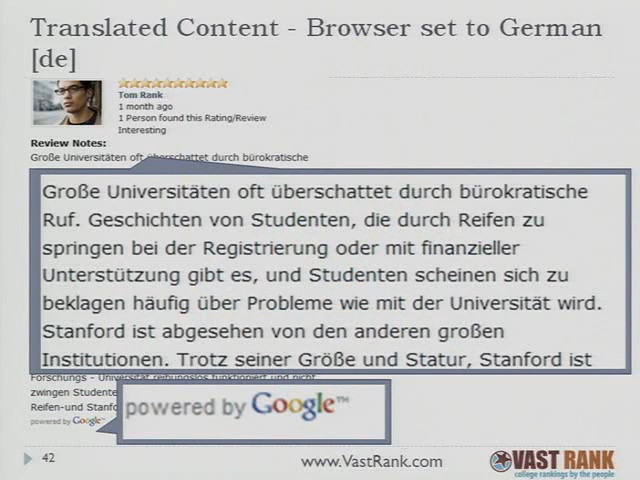 Translated Content - Browser set to German
[de]
Tom Rank
1 month ago
1 Person found this Rating/Review
Interesting
Review Notes:
Große Universitäten oft überschattet durch bürokratische
Große Universitäten oft überschattet durch bürokratische
Ruf. Geschichten von Studenten, die durch Reifen zu
springen bei der Registrierung oder mit finanzieller
Unterstützung gibt es, und Studenten scheinen sich zu
beklagen häufig über Probleme wie mit der Universität wird.
Stanford ist abgesehen von den anderen großen
Institutionen. Trotz seiner Größe und Statur, Stanford ist
Forschungs - Universität reibungslos funktioniert und nicht
zwingen Studente
Reifen-und Stanfo
powered by Google™
powered by Google™
42
www.VastRank.com
VAST RANK
college rankings by the people